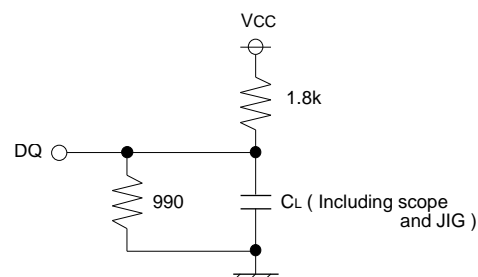 VCC
1.8k
DQ
990
CL ( Including scope
and JIG )